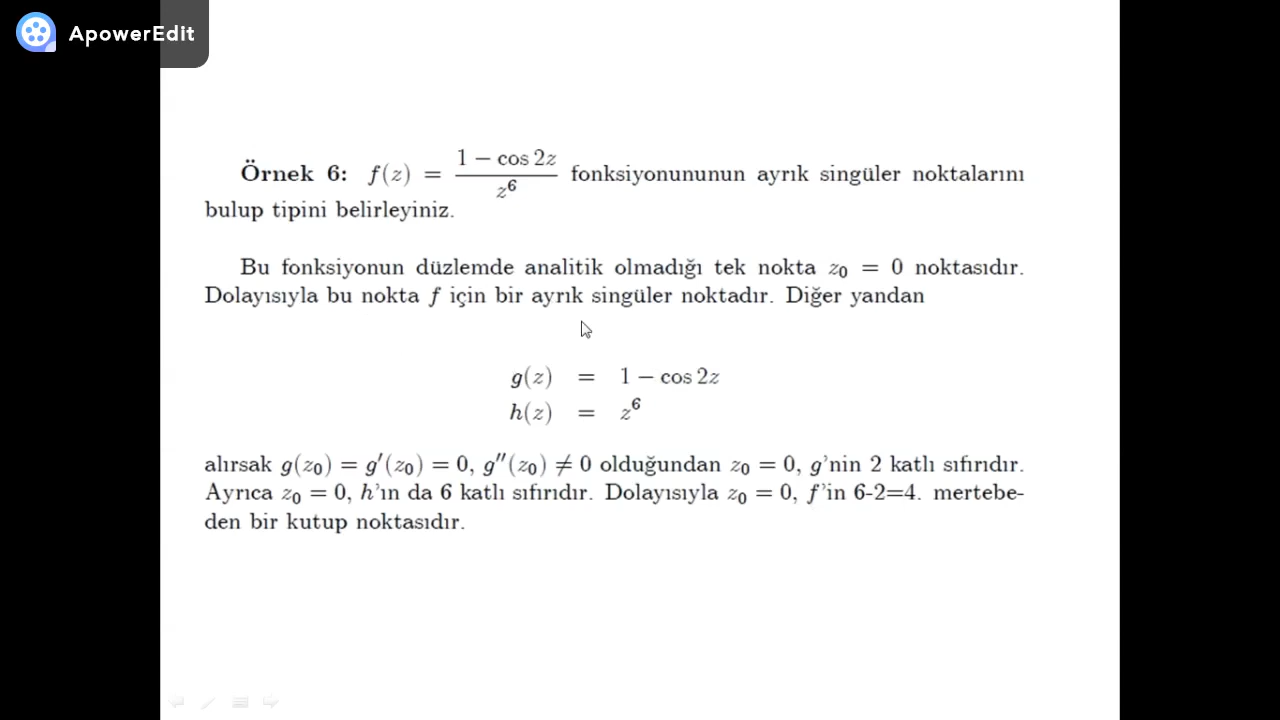 ApowerEdit
Örnek 6: f(z) = \frac{1 − cos 2z}{z^6} fonksiyonununun ayrık singüler noktalarını
bulup tipini belirleyiniz.
Bu fonksiyonun düzlemde analitik olmadığı tek nokta z₀ = 0 noktasıdır.
Dolayısıyla bu nokta f için bir ayrık singüler noktadır. Diğer yandan
g(z) = 1 − cos 2z
h(z) = z⁶
alırsak g(z₀) = g′(z₀) = 0, g″(z₀) ≠ 0 olduğundan z₀ = 0, g'nin 2 katlı sıfırıdır.
Ayrıca z₀ = 0, h'ın da 6 katlı sıfırıdır. Dolayısıyla z₀ = 0, f'in 6-2=4. mertebe-
den bir kutup noktasıdır.